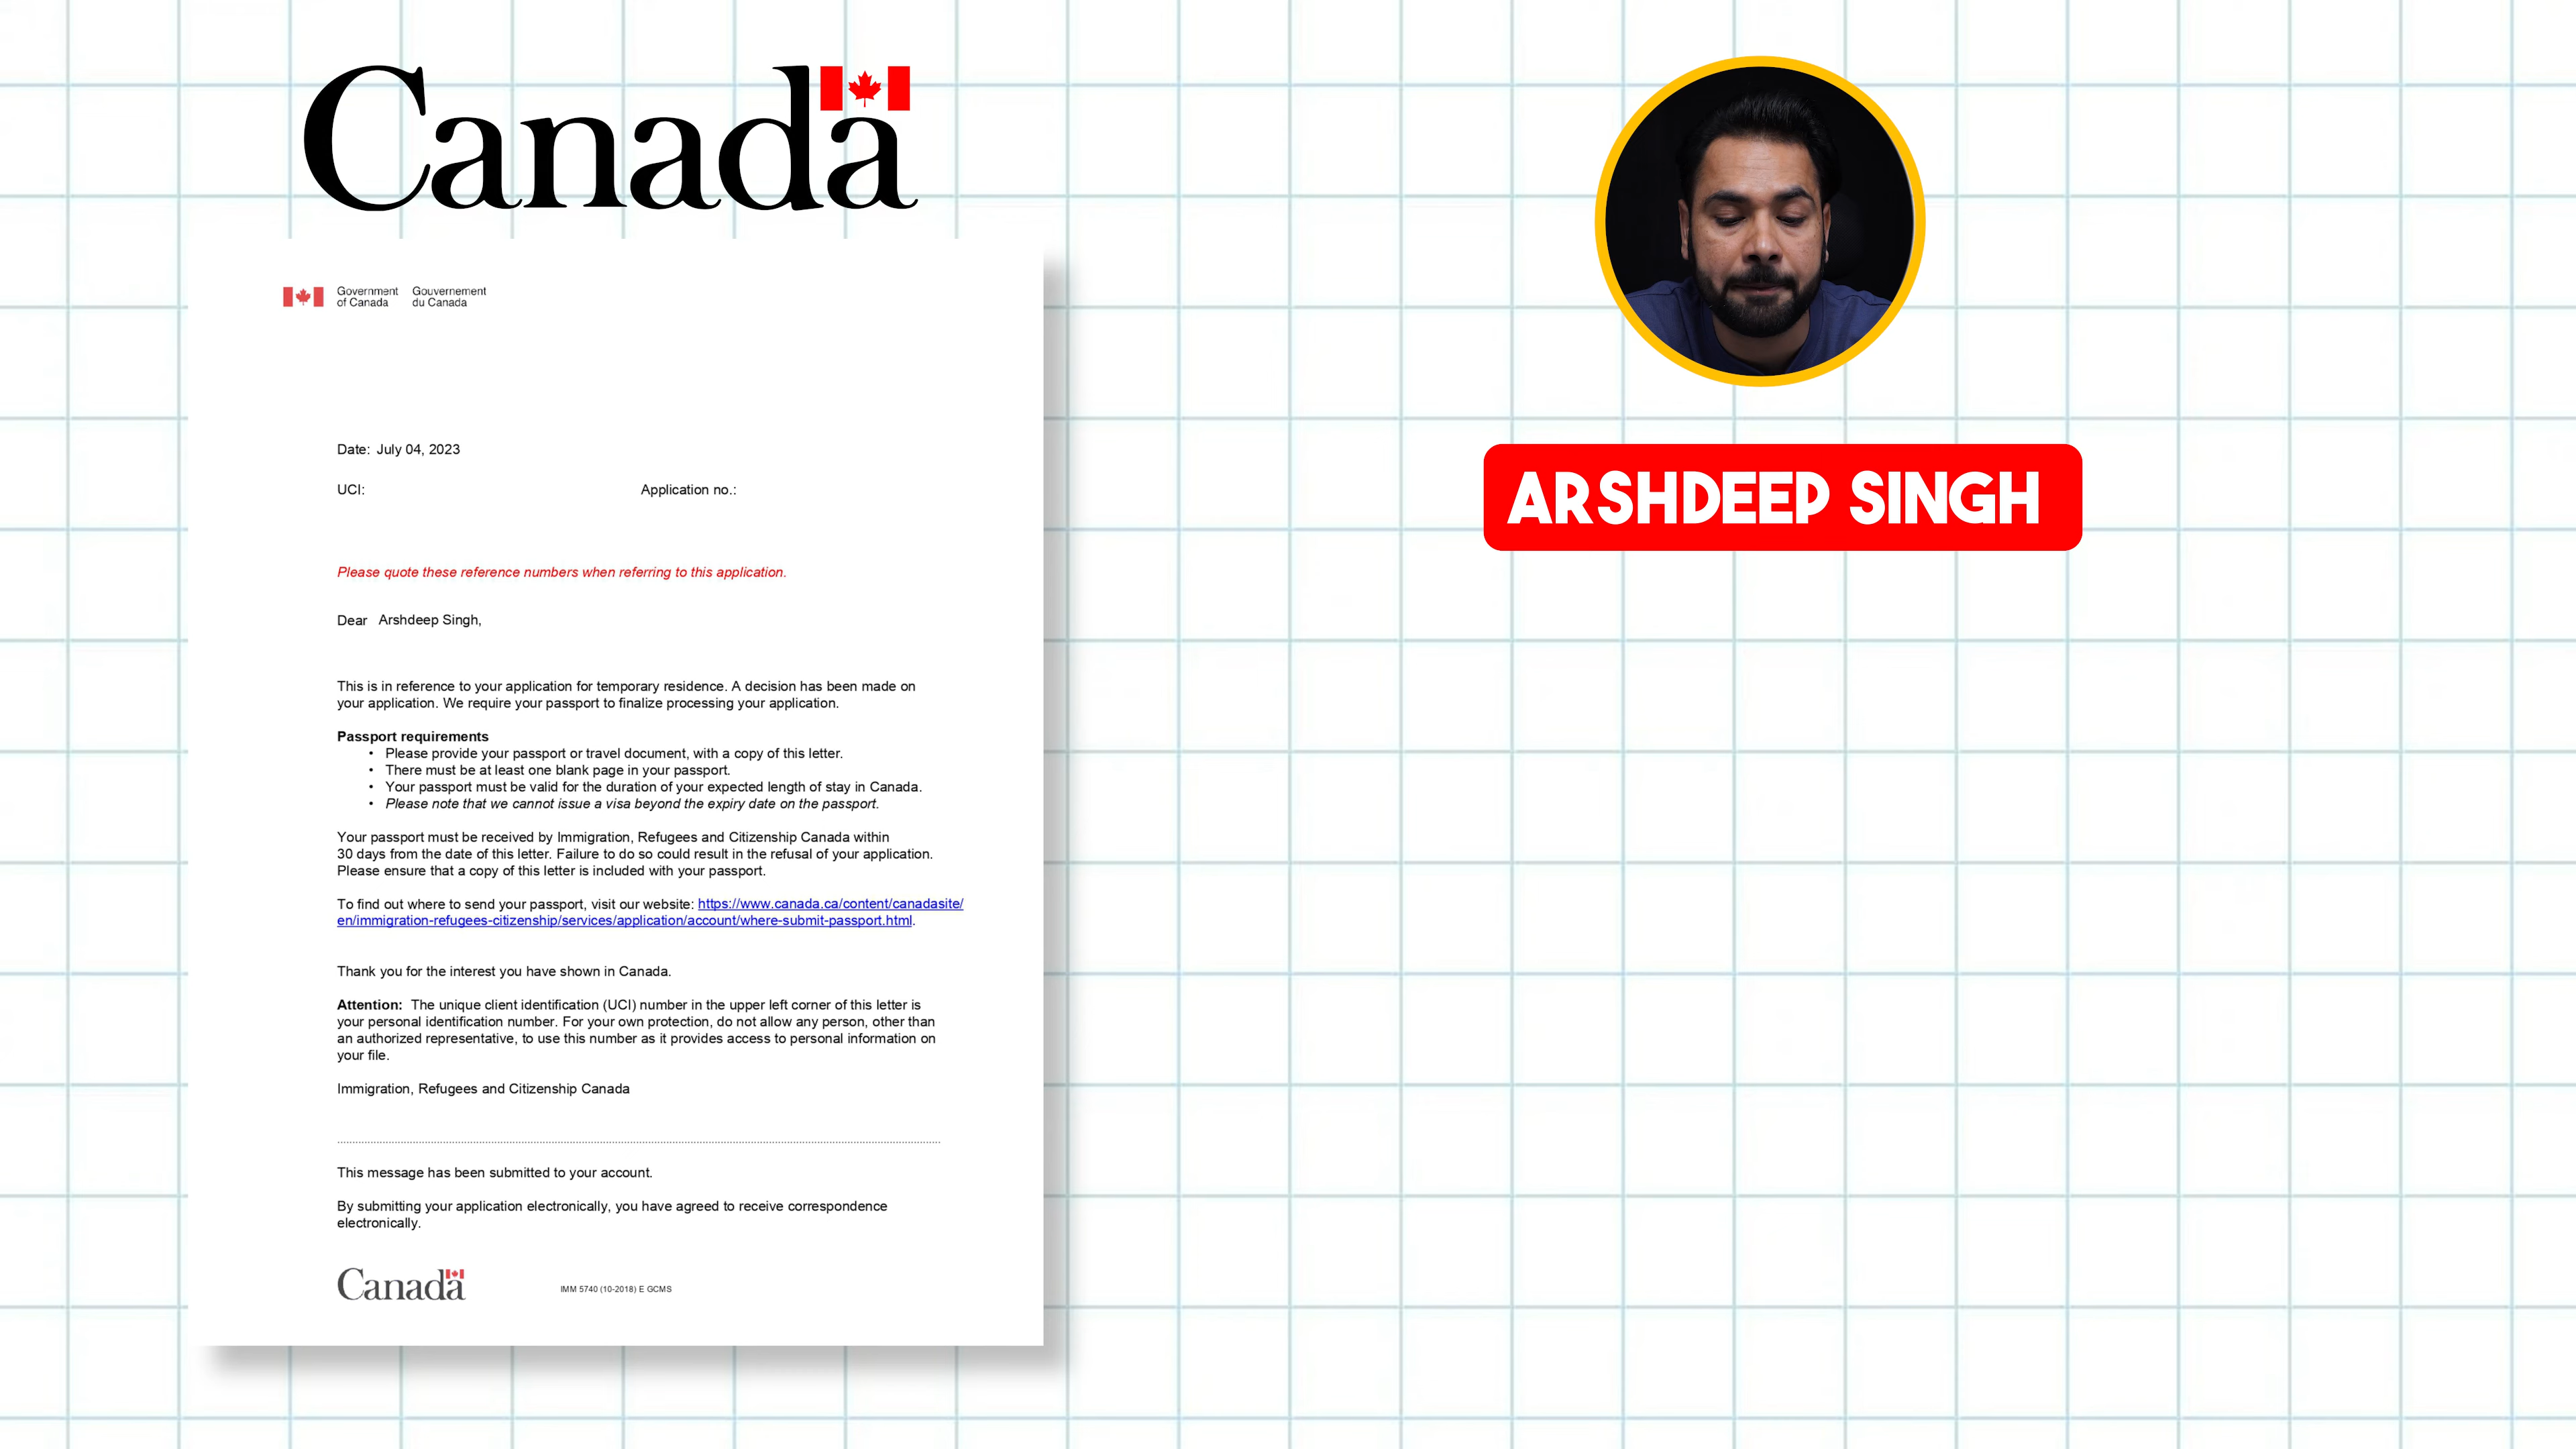 Canada
Government
of Canada
Gouvernement
du Canada
Date: July 04, 2023
UCI:
Application no.:
Please quote these reference numbers when referring to this application.
Dear Arshdeep Singh,
This is in reference to your application for temporary residence. A decision has been made on
your application. We require your passport to finalize processing your application.
Passport requirements
• Please provide your passport or travel document, with a copy of this letter.
• There must be at least one blank page in your passport.
• Your passport must be valid for the duration of your expected length of stay in Canada.
• Please note that we cannot issue a visa beyond the expiry date on the passport.
Your passport must be received by Immigration, Refugees and Citizenship Canada within
30 days from the date of this letter. Failure to do so could result in the refusal of your application.
Please ensure that a copy of this letter is included with your passport.
To find out where to send your passport, visit our website: https://www.canada.ca/content/canadasite/
en/immigration-refugees-citizenship/services/application/account/where-submit-passport.html.
Thank you for the interest you have shown in Canada.
Attention: The unique client identification (UCI) number in the upper left corner of this letter is
your personal identification number. For your own protection, do not allow any person, other than
an authorized representative, to use this number as it provides access to personal information on
your file.
Immigration, Refugees and Citizenship Canada
This message has been submitted to your account.
By submitting your application electronically, you have agreed to receive correspondence
electronically.
Canada
IMM 5740 (10-2018) E GCMS
ARSHDEEP SINGH